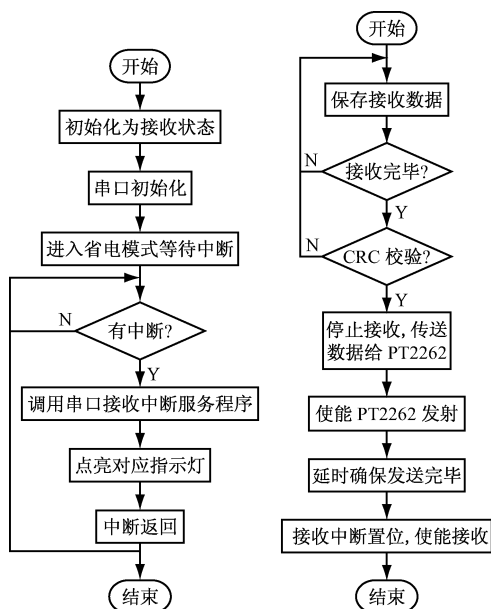 开始
初始化为接收状态
串口初始化
进入省电模式等待中断
有中断?
N
Y
调用串口接收中断服务程序
点亮对应指示灯
中断返回
结束
开始
保存接收数据
接收完毕?
N
Y
CRC 校验?
N
Y
停止接收, 传送
数据给 PT2262
使能 PT2262 发射
延时确保发送完毕
接收中断置位, 使能接收
结束